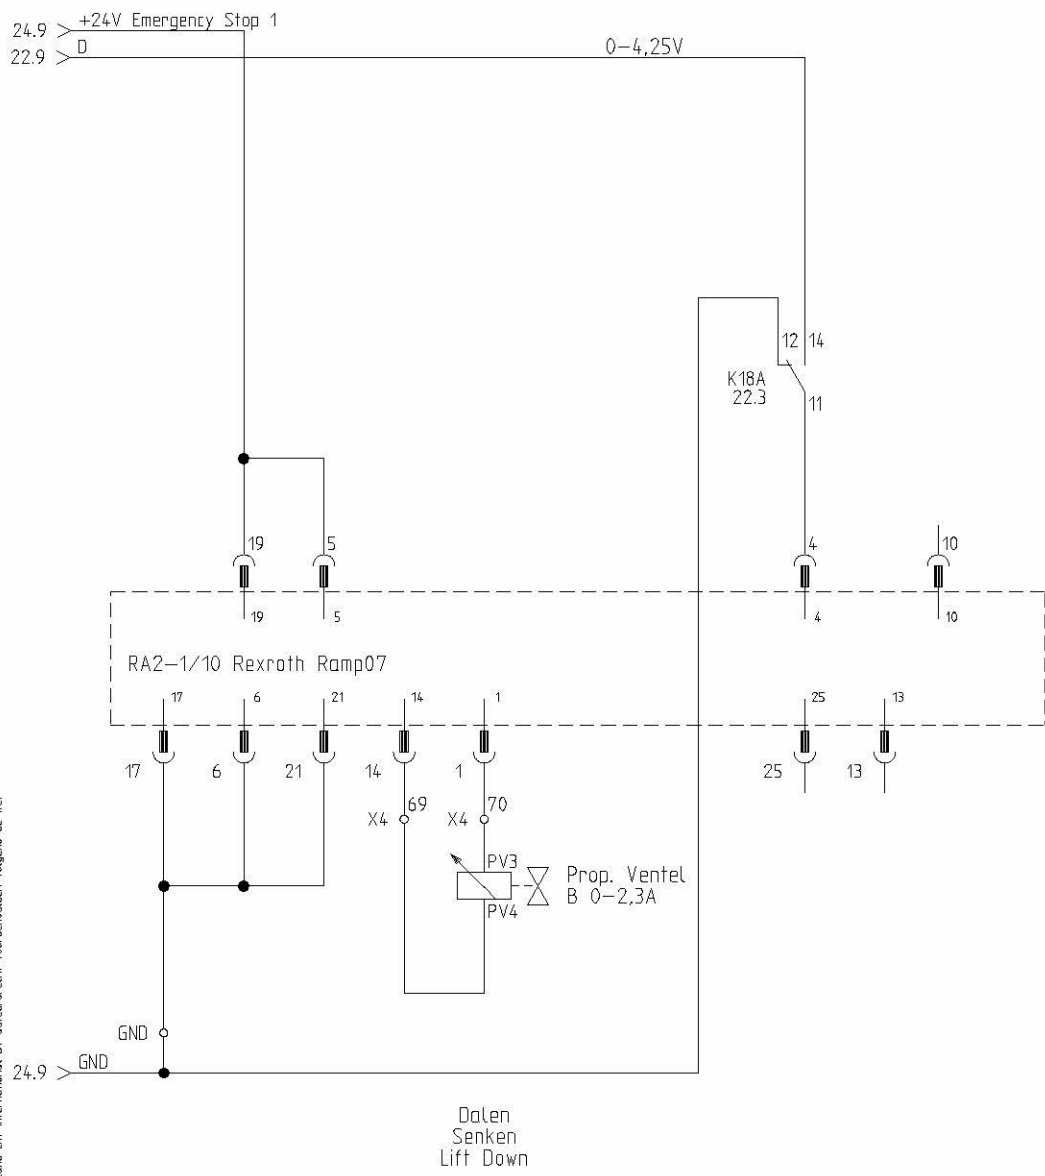 24.9
+24V Emergency Stop 1
22.9
D
0-4,25V
12
14
K18A
22.3
11
19
5
4
10
19
5
4
10
RA2-1/10 Rexroth Ramp07
17
6
21
14
1
25
13
17
6
21
14
1
25
13
X4
69
X4
70
PV3
Prop. Ventel
B 0-2,3A
PV4
GND
GND
24.9
Dalen
Senken
Lift Down